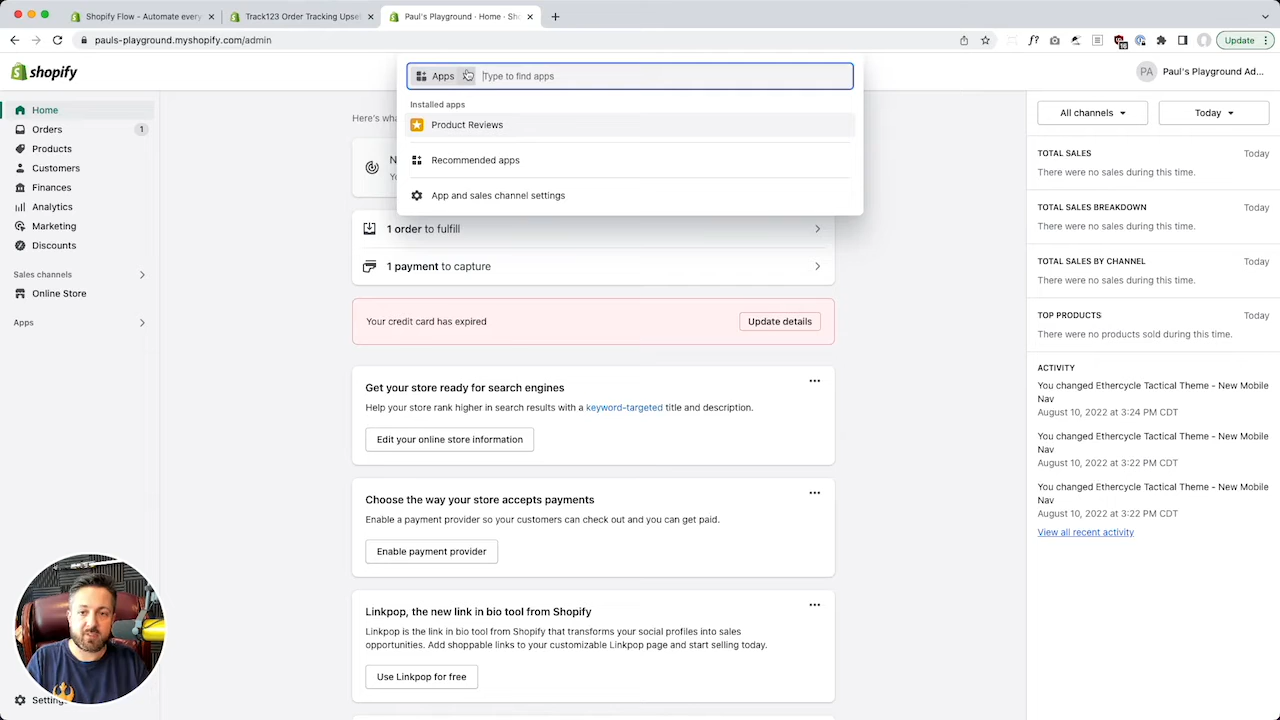 Shopify Flow - Automate every
Track123 Order Tracking Upsel
Paul's Playground · Home · Sho
pauls-playground.myshopify.com/admin
Update
shopify
Apps
Type to find apps
PA
Paul's Playground Ad...
Installed apps
Product Reviews
Recommended apps
App and sales channel settings
Home
Orders
1
Products
Customers
Finances
Analytics
Marketing
Discounts
Sales channels
Online Store
Apps
Here's wha
N
1 order to fulfill
1 payment to capture
Your credit card has expired
Update details
Get your store ready for search engines
Help your store rank higher in search results with a keyword-targeted title and description.
Edit your online store information
Choose the way your store accepts payments
Enable a payment provider so your customers can check out and you can get paid.
Enable payment provider
Linkpop, the new link in bio tool from Shopify
Linkpop is the link in bio tool from Shopify that transforms your social profiles into sales
opportunities. Add shoppable links to your customizable Linkpop page and start selling today.
Use Linkpop for free
All channels
Today
TOTAL SALES
Today
There were no sales during this time.
TOTAL SALES BREAKDOWN
Today
There were no sales during this time.
TOTAL SALES BY CHANNEL
Today
There were no sales during this time.
TOP PRODUCTS
Today
There were no products sold during this time.
ACTIVITY
You changed Ethercycle Tactical Theme - New Mobile
Nav
August 10, 2022 at 3:24 PM CDT
You changed Ethercycle Tactical Theme - New Mobile
Nav
August 10, 2022 at 3:22 PM CDT
You changed Ethercycle Tactical Theme - New Mobile
Nav
August 10, 2022 at 3:22 PM CDT
View all recent activity
Setting